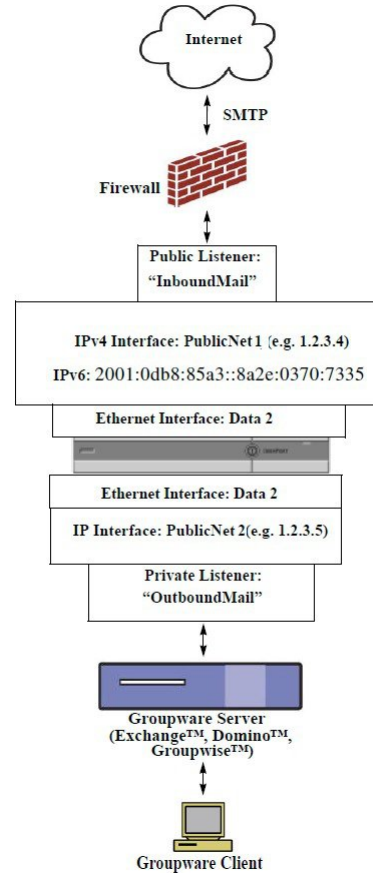 Internet
SMTP
Firewall
Public Listener:
“InboundMail”
IPv4 Interface: PublicNet 1 (e.g. 1.2.3.4)
IPv6: 2001:0db8:85a3::8a2e:0370:7335
Ethernet Interface: Data 2
IRONPORT
Ethernet Interface: Data 2
IP Interface: PublicNet 2(e.g. 1.2.3.5)
Private Listener:
“OutboundMail”
Groupware Server
(Exchange™, Domino™,
Groupwise™)
Groupware Client